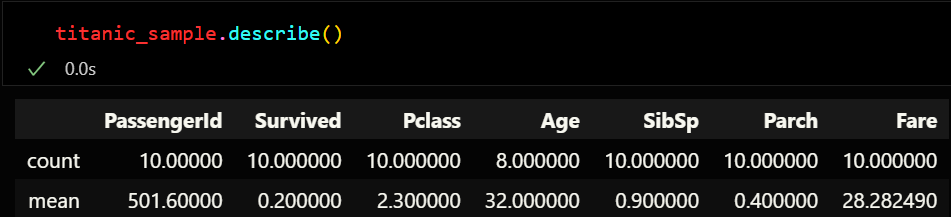 titanic_sample.describe()
0.0s
PassengerId Survived Pclass Age SibSp Parch Fare
count 10.00000 10.000000 10.000000 8.000000 10.000000 10.000000 10.000000
mean 501.60000 0.200000 2.300000 32.000000 0.900000 0.400000 28.282490